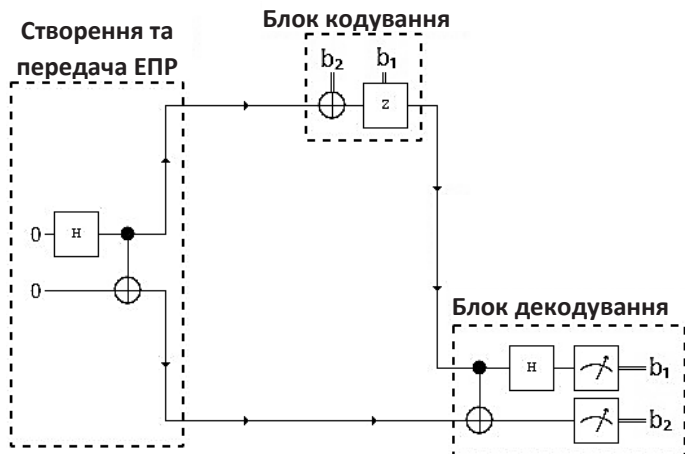 Створення та
передача ЕПР
Блок кодування
b₂ b₁
Z
H
0
0
Блок декодування
H
b₁
b₂